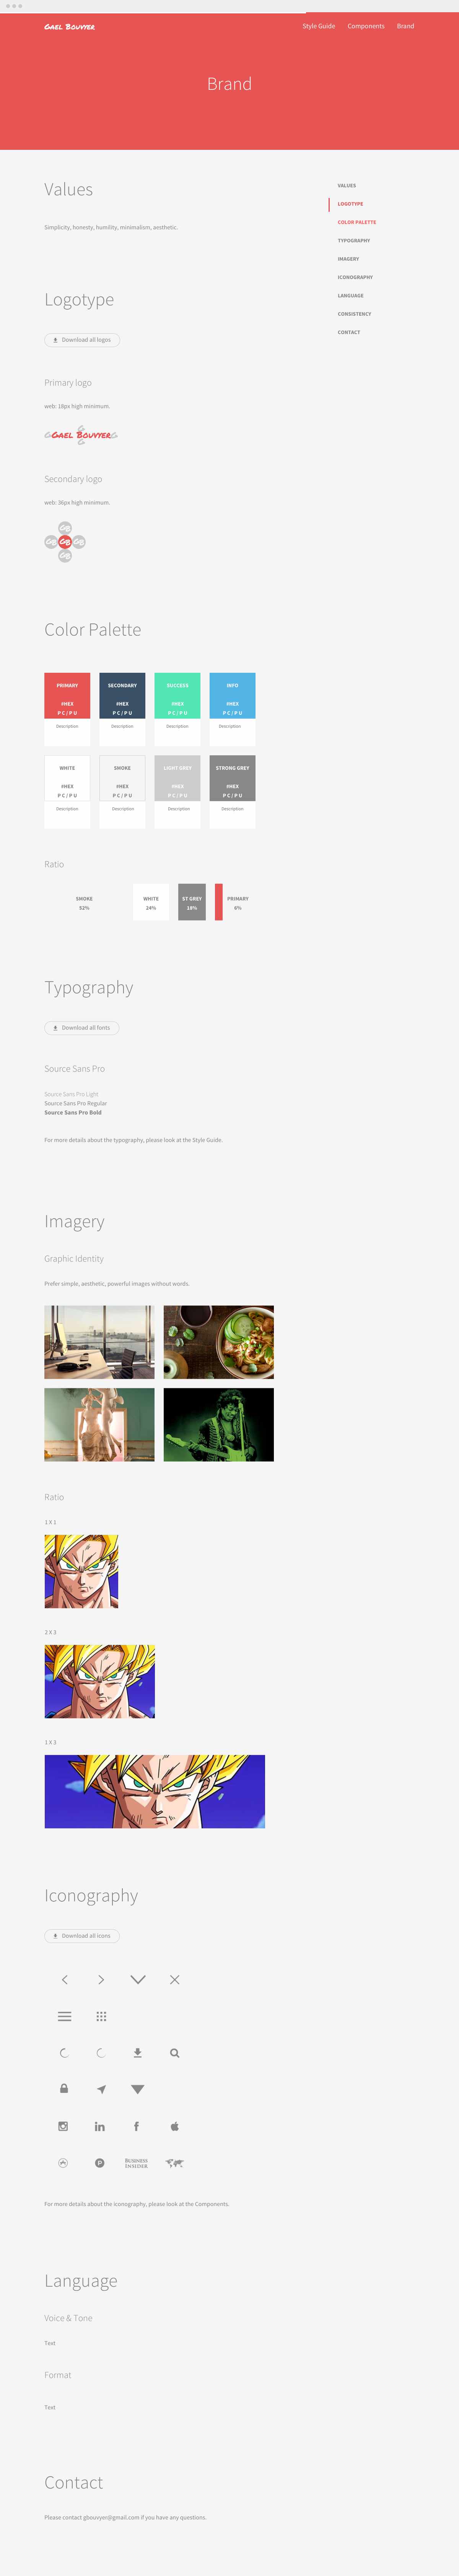 Gael Bouvyer
Style Guide
Components
Brand
Brand
Values
Simplicity, honesty, humility, minimalism, aesthetic.
VALUES
LOGOTYPE
COLOR PALETTE
TYPOGRAPHY
IMAGERY
ICONOGRAPHY
LANGUAGE
CONSISTENCY
CONTACT
Logotype
Download all logos
Primary logo
web: 18px high minimum.
G Gael Bouvyer G
G
G
Secondary logo
web: 36px high minimum.
GB
GB GB GB
GB
Color Palette
PRIMARY
#HEX
PC/PU
Description
SECONDARY
#HEX
PC/PU
Description
SUCCESS
#HEX
PC/PU
Description
INFO
#HEX
PC/PU
Description
WHITE
#HEX
PC/PU
Description
SMOKE
#HEX
PC/PU
Description
LIGHT GREY
#HEX
PC/PU
Description
STRONG GREY
#HEX
PC/PU
Description
Ratio
SMOKE
52%
WHITE
24%
ST GREY
18%
PRIMARY
6%
Typography
Download all fonts
Source Sans Pro
Source Sans Pro Light
Source Sans Pro Regular
Source Sans Pro Bold
For more details about the typography, please look at the Style Guide.
Imagery
Graphic Identity
Prefer simple, aesthetic, powerful images without words.
Ratio
1 X 1
2 X 3
1 X 3
Iconography
Download all icons
in
f
P
BUSINESS
INSIDER
For more details about the iconography, please look at the Components.
Language
Voice & Tone
Text
Format
Text
Contact
Please contact gbouvyer@gmail.com if you have any questions.